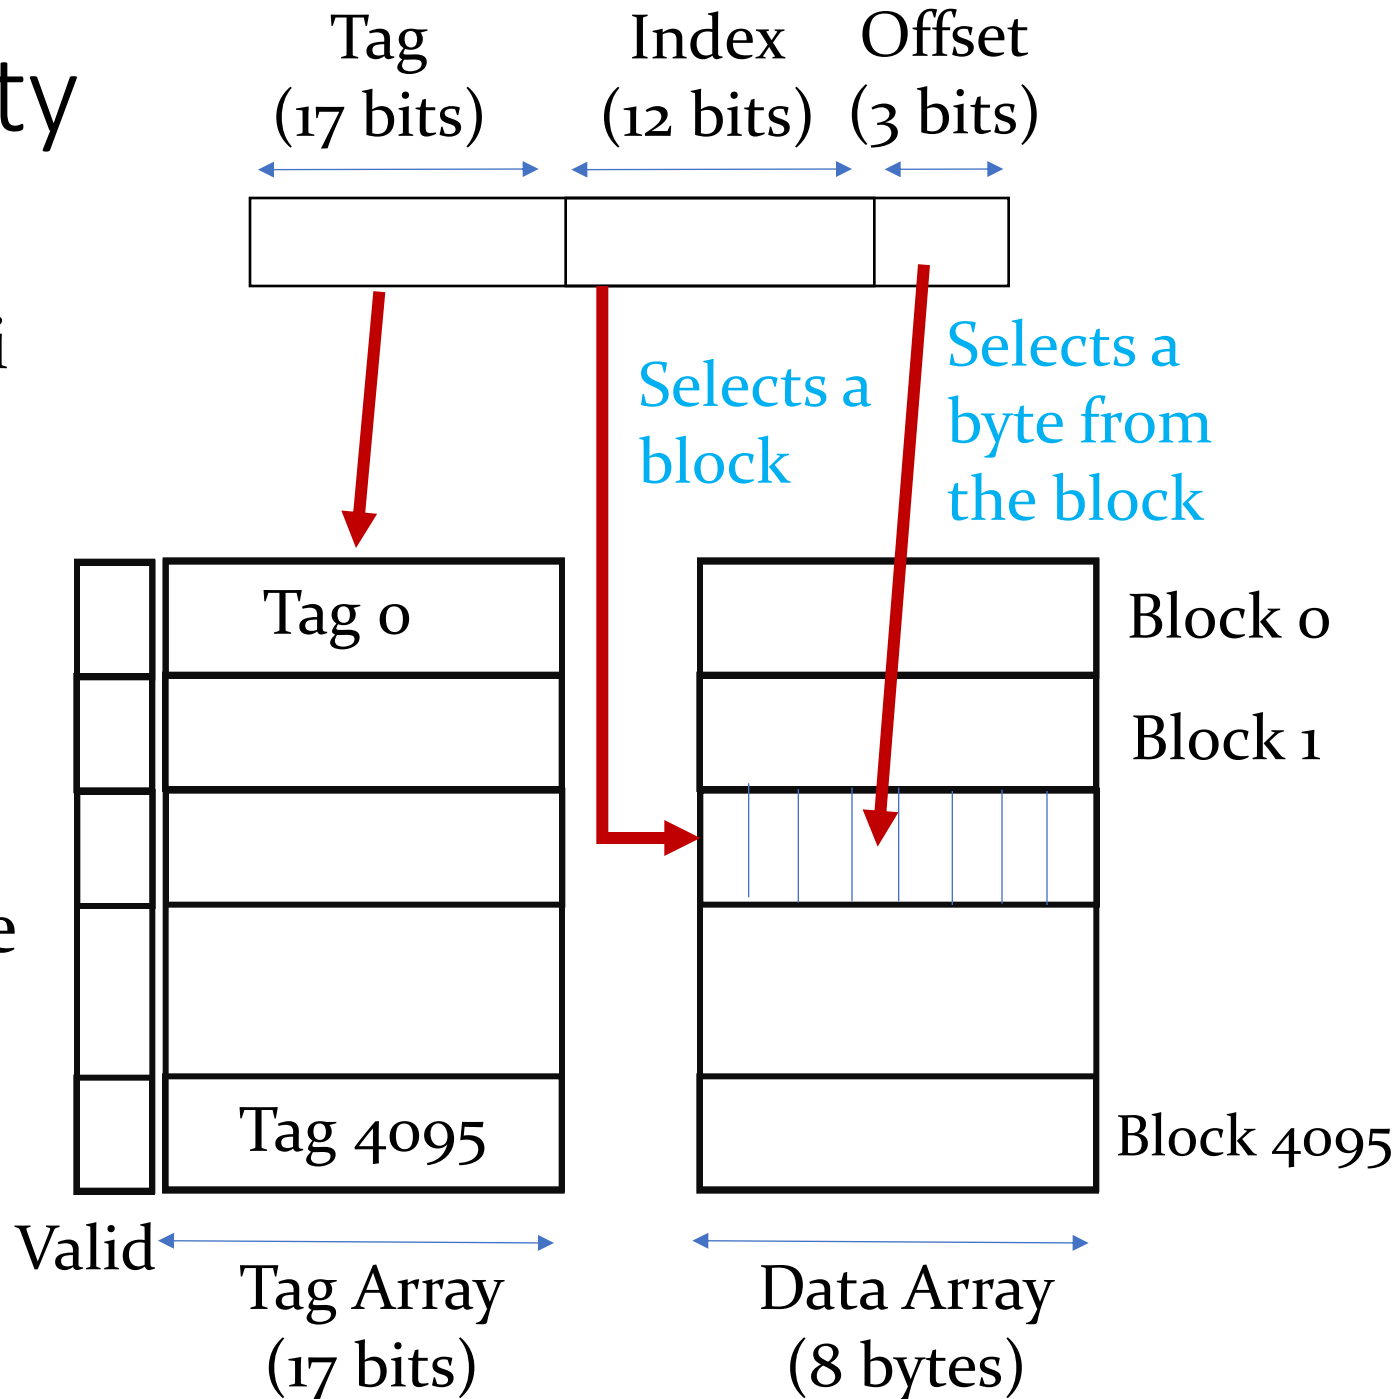 ty
Tag
(17 bits)
Index
(12 bits)
Offset
(3 bits)
i
Selects a
block
Selects a
byte from
the block
Tag 0
Block 0
Block 1
e
Tag 4095
Block 4095
Valid
Tag Array
(17 bits)
Data Array
(8 bytes)